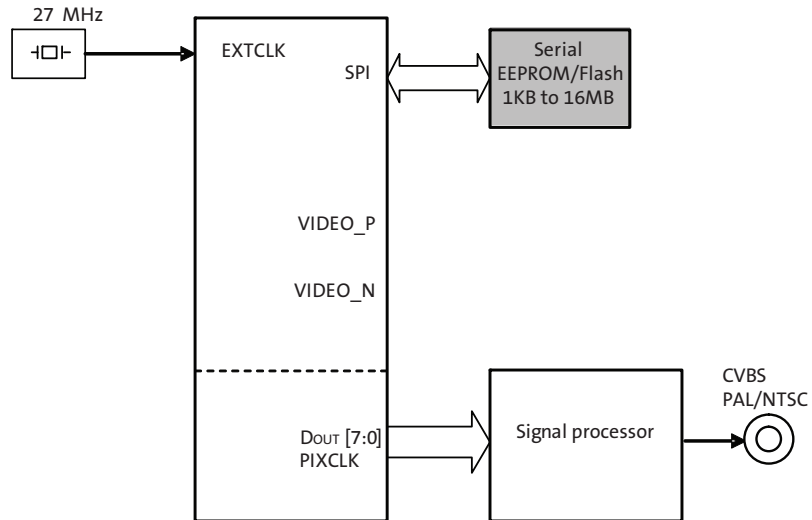 27 MHz
EXTCLK
SPI
Serial
EEPROM/Flash
1KB to 16MB
VIDEO_P
VIDEO_N
DOUT [7:0]
PIXCLK
Signal processor
CVBS
PAL/NTSC